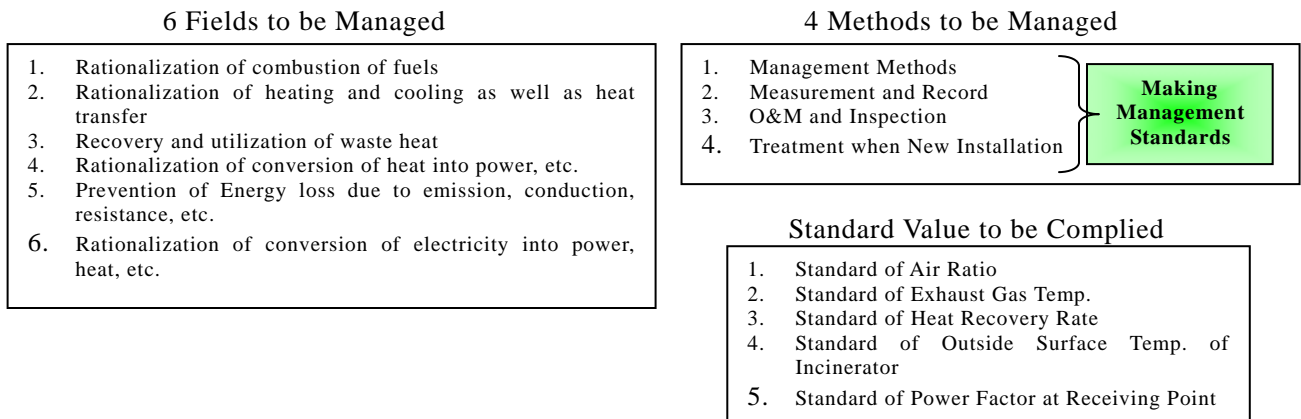 6 Fields to be Managed
1. Rationalization of combustion of fuels
2. Rationalization of heating and cooling as well as heat
transfer
3. Recovery and utilization of waste heat
4. Rationalization of conversion of heat into power, etc.
5. Prevention of Energy loss due to emission, conduction,
resistance, etc.
6. Rationalization of conversion of electricity into power,
heat, etc.
4 Methods to be Managed
1. Management Methods
2. Measurement and Record
3. O&M and Inspection
4. Treatment when New Installation
Making
Management
Standards
Standard Value to be Complied
1. Standard of Air Ratio
2. Standard of Exhaust Gas Temp.
3. Standard of Heat Recovery Rate
4. Standard of Outside Surface Temp. of
Incinerator
5. Standard of Power Factor at Receiving Point